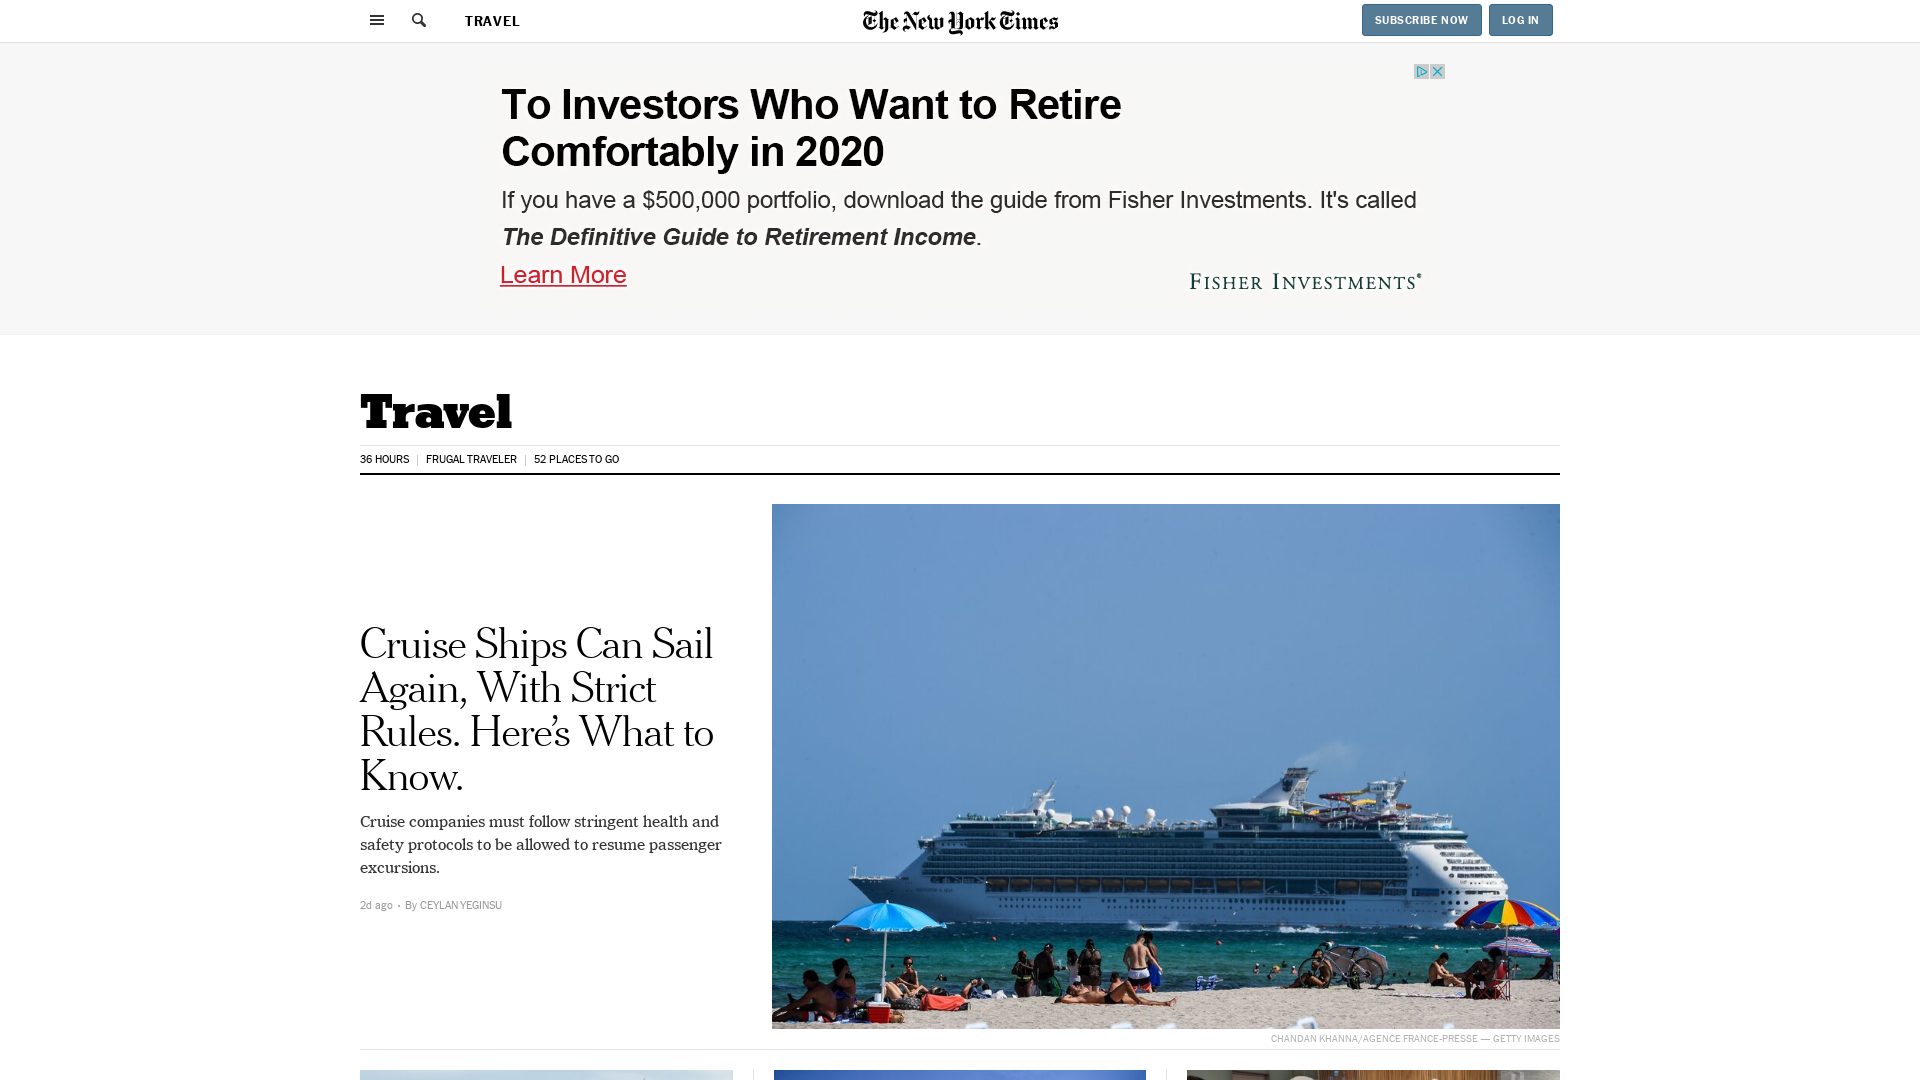 TRAVEL
The New York Times
SUBSCRIBE NOW
LOG IN
To Investors Who Want to Retire
Comfortably in 2020
If you have a $500,000 portfolio, download the guide from Fisher Investments. It's called
The Definitive Guide to Retirement Income.
Learn More
FISHER INVESTMENTS®
Travel
36 HOURS
FRUGAL TRAVELER
52 PLACES TO GO
Cruise Ships Can Sail
Again, With Strict
Rules. Here’s What to
Know.
Cruise companies must follow stringent health and
safety protocols to be allowed to resume passenger
excursions.
2d ago • By CEYLAN YEGINSU
CHANDAN KHANNA/AGENCE FRANCE-PRESSE — GETTY IMAGES